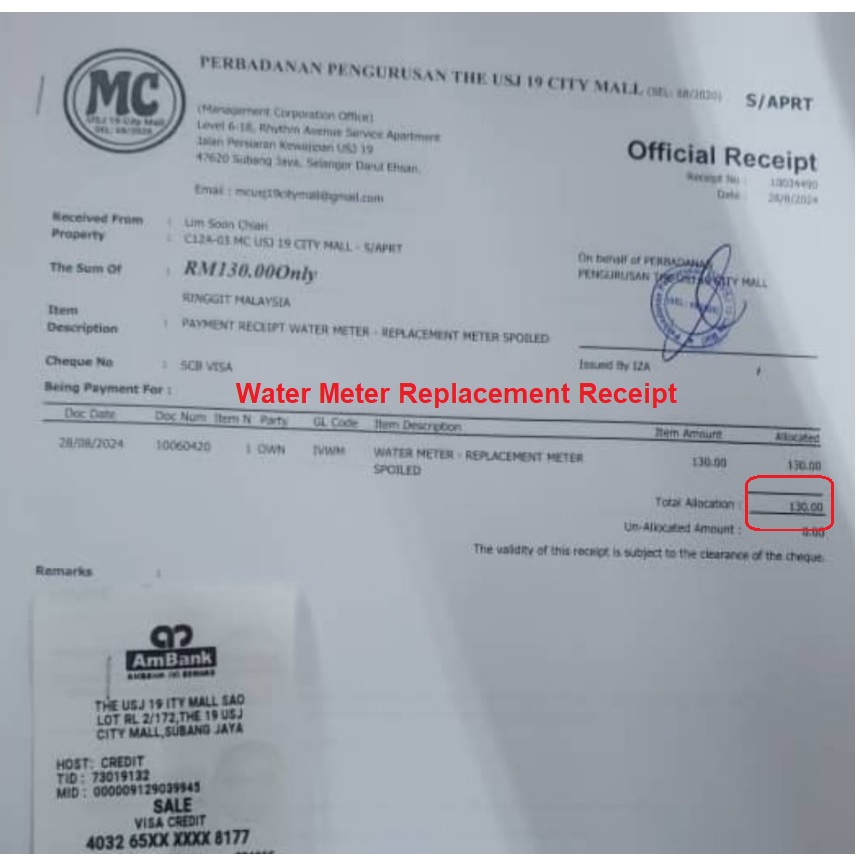 PERBADANAN PENGURUSAN THE USJ 19 CITY MALL (SEL: 68/2020)
S/APRT
MC
USJ 19 City Mall
(Management Corporation Office)
Level 6-18, Rhythm Avenue Service Apartment
Jalan Persiaran Kewajipan USJ 19
47620 Subang Jaya, Selangor Darul Ehsan.
Email : mcusj19citymall@gmail.com
Official Receipt
Receipt No : 10034490
Date : 28/8/2024
Received From : Lim Soon Chian
Property : C12A-03 MC USJ 19 CITY MALL - S/APRT
The Sum Of : RM130.00Only
RINGGIT MALAYSIA
On behalf of PERBADANAN
PENGURUSAN THE USJ 19 CITY MALL
Item
Description : PAYMENT RECEIPT WATER METER - REPLACEMENT METER SPOILED
Cheque No : SCB VISA
Issued By IZA
Being Payment For :
Water Meter Replacement Receipt
Doc Date Doc Num Item N Party GL Code Item Description Item Amount Allocated
28/08/2024 10060420 1 OWN IVWM WATER METER - REPLACEMENT METER 130.00 130.00
SPOILED
Total Allocation : 130.00
Un-Allocated Amount : 0.00
The validity of this receipt is subject to the clearance of the cheque.
Remarks :
AmBank
AMBANK (M) BERHAD
THE USJ 19 ITY MALL SAO
LOT RL 2/172,THE 19 USJ
CITY MALL,SUBANG JAYA
HOST: CREDIT
TID : 73019132
MID : 000009129039945
SALE
VISA CREDIT
4032 65XX XXXX 8177